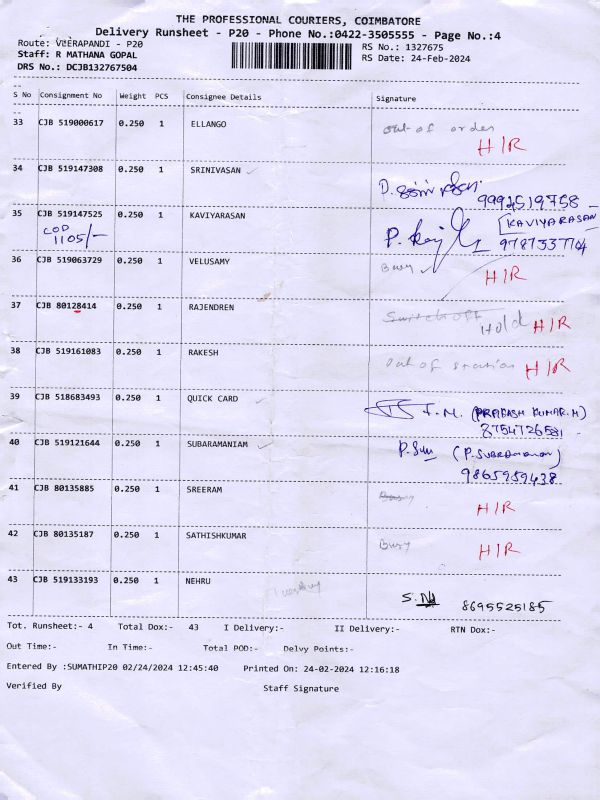 THE PROFESSIONAL COURIERS, COIMBATORE
Delivery Runsheet - P20 - Phone No.:0422-3505555 - Page No.:4
Route: VEERAPANDI - P20 RS No.: 1327675
Staff: R MATHANA GOPAL RS Date: 24-Feb-2024
DRS No.: DCJB132767504
S No Consignment No Weight PCS Consignee Details Signature
33 CJB 519000617 0.250 1 ELLANGO out of order
H/R
34 CJB 519147308 0.250 1 SRINIVASAN
9994519758
35 CJB 519147525 0.250 1 KAVIYARASAN [KAVIYARASAN
COD 9787337704
1105/-
36 CJB 519063729 0.250 1 VELUSAMY Busy H/R
37 CJB 80128414 0.250 1 RAJENDREN Switch off Hold H/R
38 CJB 519161083 0.250 1 RAKESH Out of station H/R
39 CJB 518683493 0.250 1 QUICK CARD (PRAKASH KUMAR.M)
8754726581
40 CJB 519121644 0.250 1 SUBARAMANIAM (P.SUBRAMANIAN)
9865959438
41 CJB 80135885 0.250 1 SREERAM Busy
H/R
42 CJB 80135187 0.250 1 SATHISHKUMAR Busy H/R
43 CJB 519133193 0.250 1 NEHRU 8695525185
Tot. Runsheet:- 4 Total Dox:- 43 I Delivery:- II Delivery:- RTN Dox:-
Out Time:- In Time:- Total POD:- Delvy Points:-
Entered By :SUMATHIP20 02/24/2024 12:45:40 Printed On: 24-02-2024 12:16:18
Verified By Staff Signature